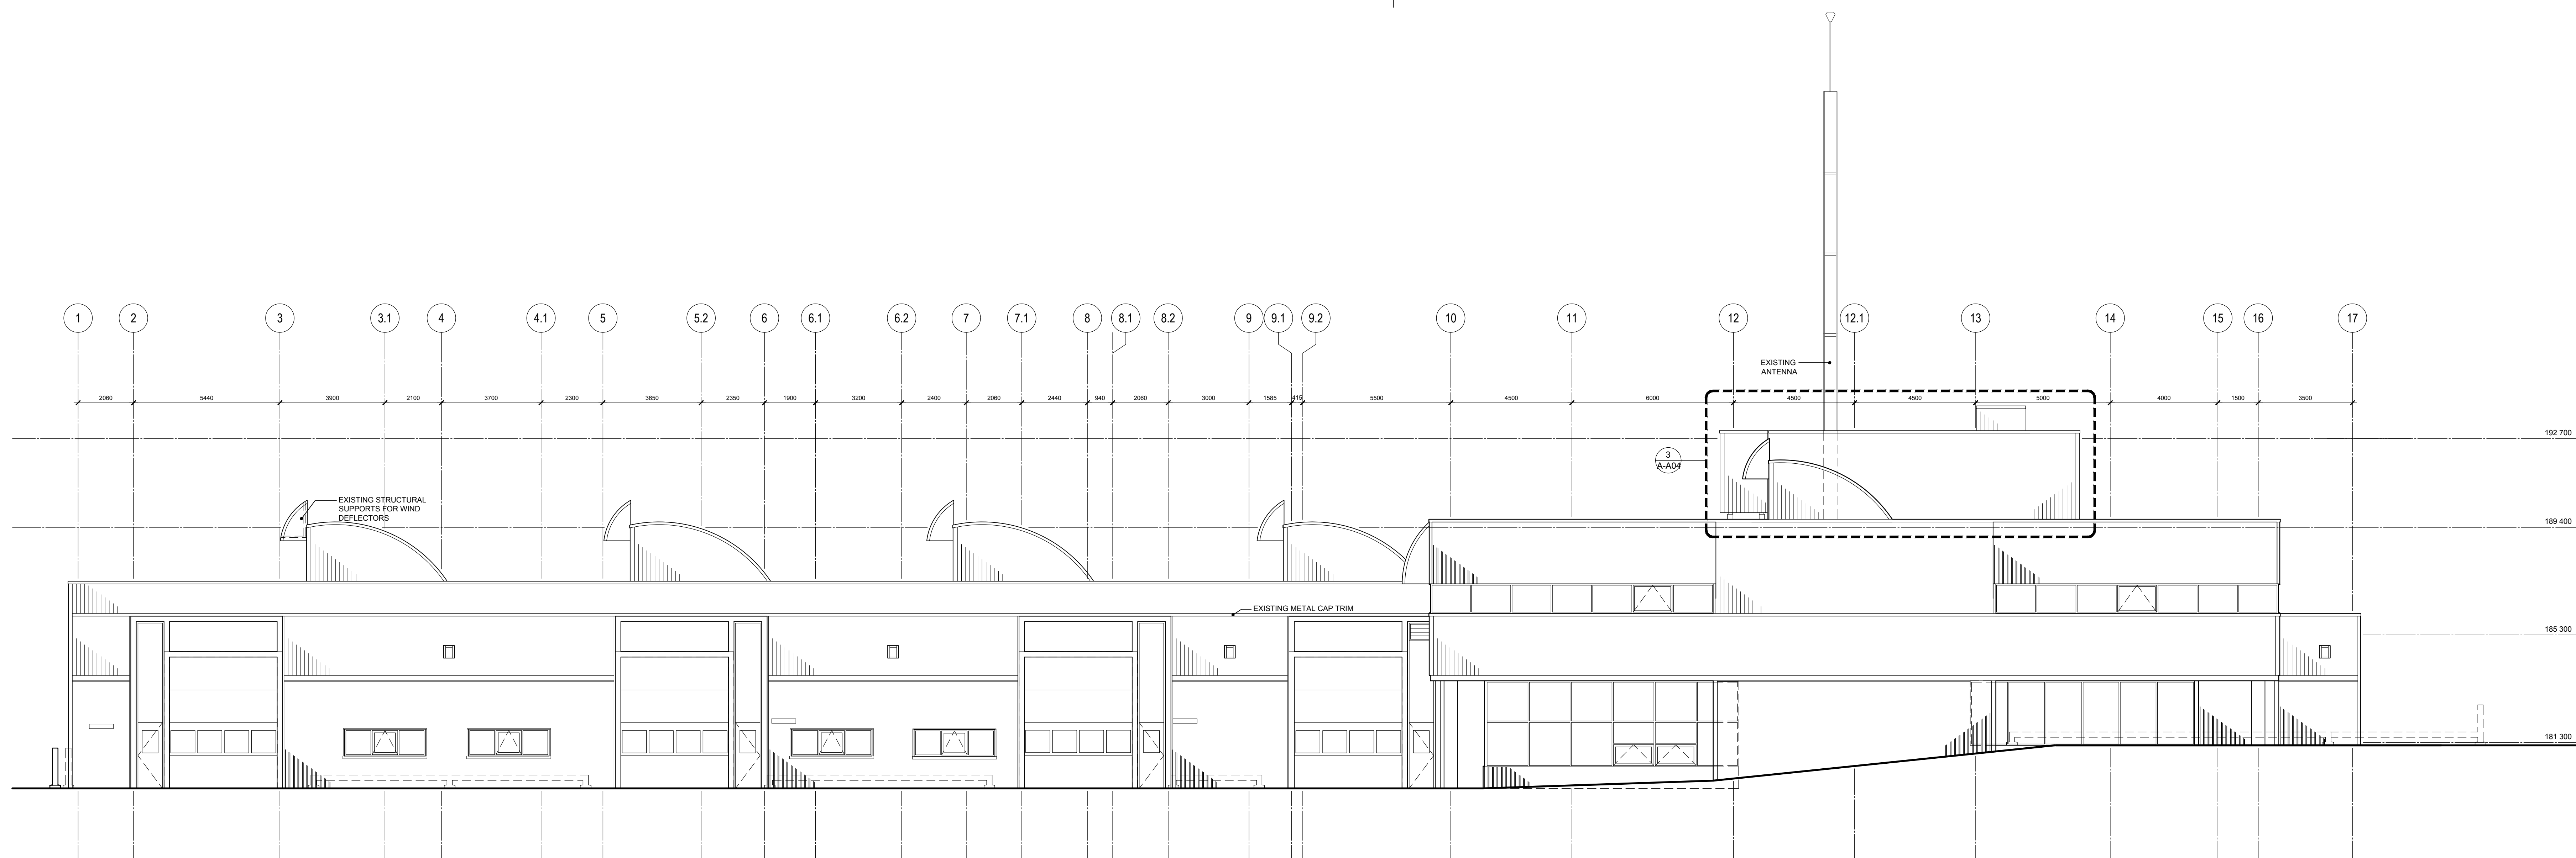 1 2 3 3.1 4 4.1 5 5.2 6 6.1 6.2 7 7.1 8 8.1 8.2 9 9.1 9.2 10 11 12 12.1 13 14 15 16 17
EXISTING
ANTENNA
2060 5440 3900 2100 3700 2300 3650 2350 1900 3200 2400 2060 2440 940 2060 3000 1585 415 5500 4500 6000 4500 4500 5000 4000 1500 3500
192 700
3
A-A04
EXISTING STRUCTURAL
SUPPORTS FOR WIND
DEFLECTORS
189 400
EXISTING METAL CAP TRIM
185 300
181 300